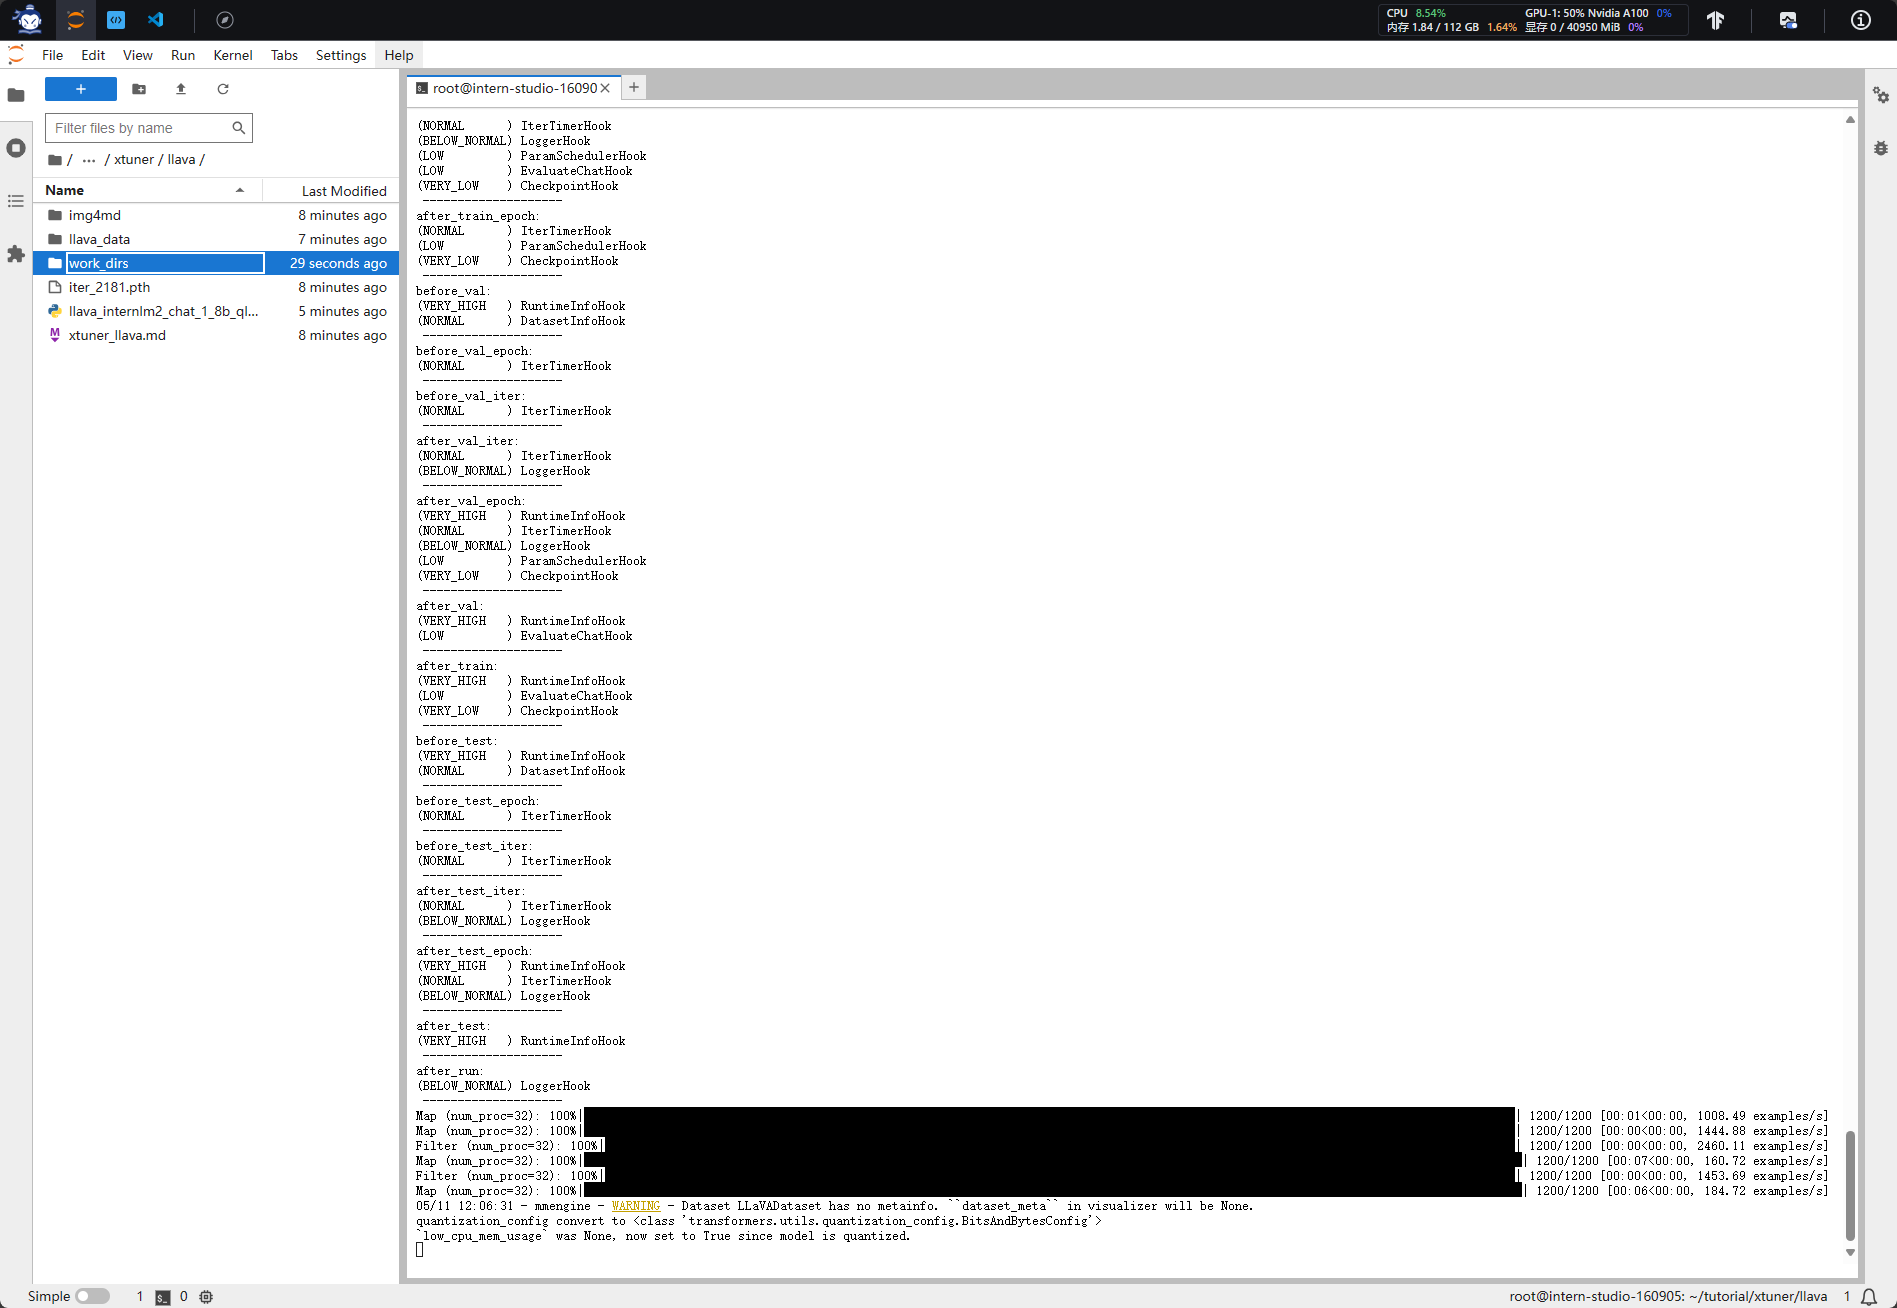 CPU 8.54% GPU-1: 50% Nvidia A100 0%
内存 1.84 / 112 GB 1.64% 显存 0 / 40950 MiB 0%
File Edit View Run Kernel Tabs Settings Help
+
Filter files by name
/ ··· / xtuner / llava /
Name Last Modified
img4md 8 minutes ago
llava_data 7 minutes ago
work_dirs 29 seconds ago
iter_2181.pth 8 minutes ago
llava_internlm2_chat_1_8b_ql... 5 minutes ago
xtuner_llava.md 8 minutes ago
root@intern-studio-16090
(NORMAL      ) IterTimerHook
(BELOW_NORMAL) LoggerHook
(LOW         ) ParamSchedulerHook
(LOW         ) EvaluateChatHook
(VERY_LOW    ) CheckpointHook
--------------------
after_train_epoch:
(NORMAL      ) IterTimerHook
(LOW         ) ParamSchedulerHook
(VERY_LOW    ) CheckpointHook
--------------------
before_val:
(VERY_HIGH   ) RuntimeInfoHook
(NORMAL      ) DatasetInfoHook
--------------------
before_val_epoch:
(NORMAL      ) IterTimerHook
--------------------
before_val_iter:
(NORMAL      ) IterTimerHook
--------------------
after_val_iter:
(NORMAL      ) IterTimerHook
(BELOW_NORMAL) LoggerHook
--------------------
after_val_epoch:
(VERY_HIGH   ) RuntimeInfoHook
(NORMAL      ) IterTimerHook
(BELOW_NORMAL) LoggerHook
(LOW         ) ParamSchedulerHook
(VERY_LOW    ) CheckpointHook
--------------------
after_val:
(VERY_HIGH   ) RuntimeInfoHook
(LOW         ) EvaluateChatHook
--------------------
after_train:
(VERY_HIGH   ) RuntimeInfoHook
(LOW         ) EvaluateChatHook
(VERY_LOW    ) CheckpointHook
--------------------
before_test:
(VERY_HIGH   ) RuntimeInfoHook
(NORMAL      ) DatasetInfoHook
--------------------
before_test_epoch:
(NORMAL      ) IterTimerHook
--------------------
before_test_iter:
(NORMAL      ) IterTimerHook
--------------------
after_test_iter:
(NORMAL      ) IterTimerHook
(BELOW_NORMAL) LoggerHook
--------------------
after_test_epoch:
(VERY_HIGH   ) RuntimeInfoHook
(NORMAL      ) IterTimerHook
(BELOW_NORMAL) LoggerHook
--------------------
after_test:
(VERY_HIGH   ) RuntimeInfoHook
--------------------
after_run:
(BELOW_NORMAL) LoggerHook
--------------------
Map (num_proc=32): 100%| | 1200/1200 [00:01<00:00, 1008.49 examples/s]
Map (num_proc=32): 100%| | 1200/1200 [00:00<00:00, 1444.88 examples/s]
Filter (num_proc=32): 100%| | 1200/1200 [00:00<00:00, 2460.11 examples/s]
Map (num_proc=32): 100%| | 1200/1200 [00:07<00:00, 160.72 examples/s]
Filter (num_proc=32): 100%| | 1200/1200 [00:00<00:00, 1453.69 examples/s]
Map (num_proc=32): 100%| | 1200/1200 [00:06<00:00, 184.72 examples/s]
05/11 12:06:31 - mmengine - WARNING - Dataset LLaVADataset has no metainfo. ``dataset_meta`` in visualizer will be None.
quantization_config convert to <class 'transformers.utils.quantization_config.BitsAndBytesConfig'>
`low_cpu_mem_usage` was None, now set to True since model is quantized.
Simple 1 0 root@intern-studio-160905: ~/tutorial/xtuner/llava 1